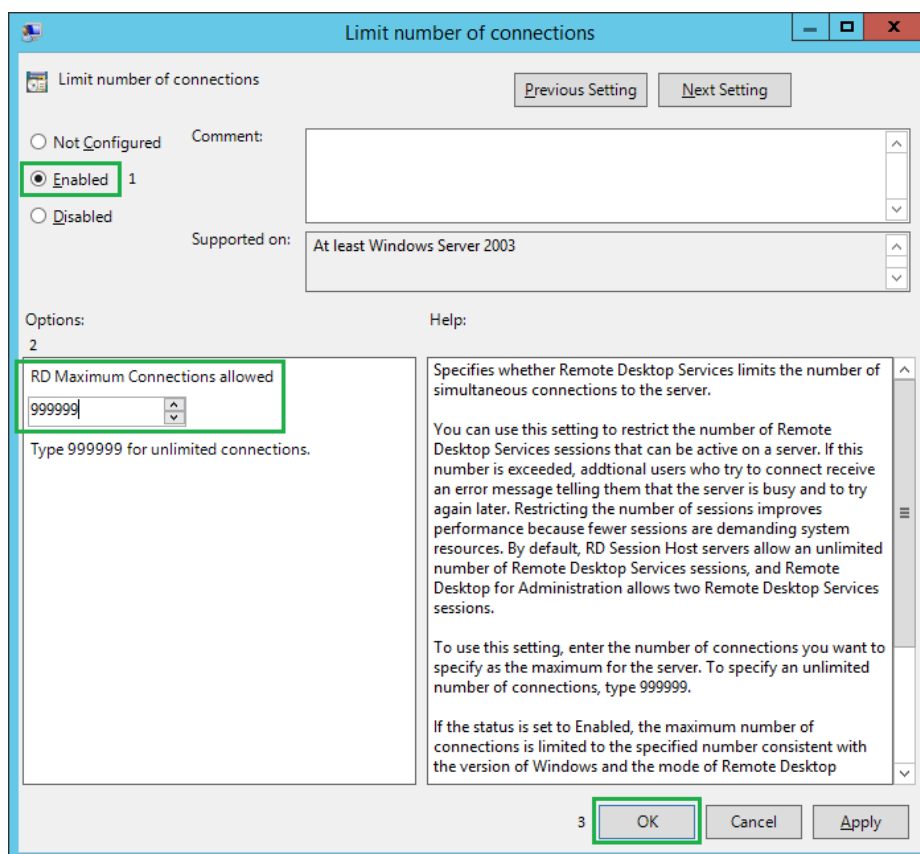 Limit number of connections
X
Limit number of connections
Previous Setting
Next Setting
Not Configured
Comment:
Enabled 1
Disabled
Supported on:
At least Windows Server 2003
Options:
Help:
2
RD Maximum Connections allowed
999999
Type 999999 for unlimited connections.
Specifies whether Remote Desktop Services limits the number of
simultaneous connections to the server.
You can use this setting to restrict the number of Remote
Desktop Services sessions that can be active on a server. If this
number is exceeded, addtional users who try to connect receive
an error message telling them that the server is busy and to try
again later. Restricting the number of sessions improves
performance because fewer sessions are demanding system
resources. By default, RD Session Host servers allow an unlimited
number of Remote Desktop Services sessions, and Remote
Desktop for Administration allows two Remote Desktop Services
sessions.
To use this setting, enter the number of connections you want to
specify as the maximum for the server. To specify an unlimited
number of connections, type 999999.
If the status is set to Enabled, the maximum number of
connections is limited to the specified number consistent with
the version of Windows and the mode of Remote Desktop
3
OK
Cancel
Apply